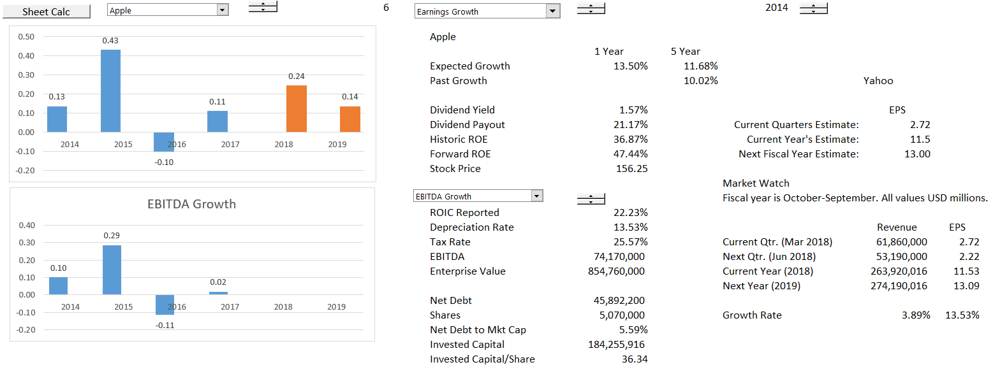 Sheet Calc
Apple
6
Earnings Growth
2014
0.50
0.40
0.30
0.20
0.10
0.00
-0.10
-0.20
0.13
0.43
-0.10
0.11
0.24
0.14
2014 2015 2016 2017 2018 2019
EBITDA Growth
0.40
0.30
0.20
0.10
0.00
-0.10
-0.20
0.10
0.29
-0.11
0.02
2014 2015 2016 2017 2018 2019
Apple
1 Year 5 Year
Expected Growth 13.50% 11.68%
Past Growth 10.02%
Dividend Yield 1.57%
Dividend Payout 21.17%
Historic ROE 36.87%
Forward ROE 47.44%
Stock Price 156.25
EBITDA Growth
ROIC Reported 22.23%
Depreciation Rate 13.53%
Tax Rate 25.57%
EBITDA 74,170,000
Enterprise Value 854,760,000
Net Debt 45,892,200
Shares 5,070,000
Net Debt to Mkt Cap 5.59%
Invested Capital 184,255,916
Invested Capital/Share 36.34
Yahoo
EPS
Current Quarters Estimate: 2.72
Current Year's Estimate: 11.5
Next Fiscal Year Estimate: 13.00
Market Watch
Fiscal year is October-September. All values USD millions.
Revenue EPS
Current Qtr. (Mar 2018) 61,860,000 2.72
Next Qtr. (Jun 2018) 53,190,000 2.22
Current Year (2018) 263,920,016 11.53
Next Year (2019) 274,190,016 13.09
Growth Rate 3.89% 13.53%